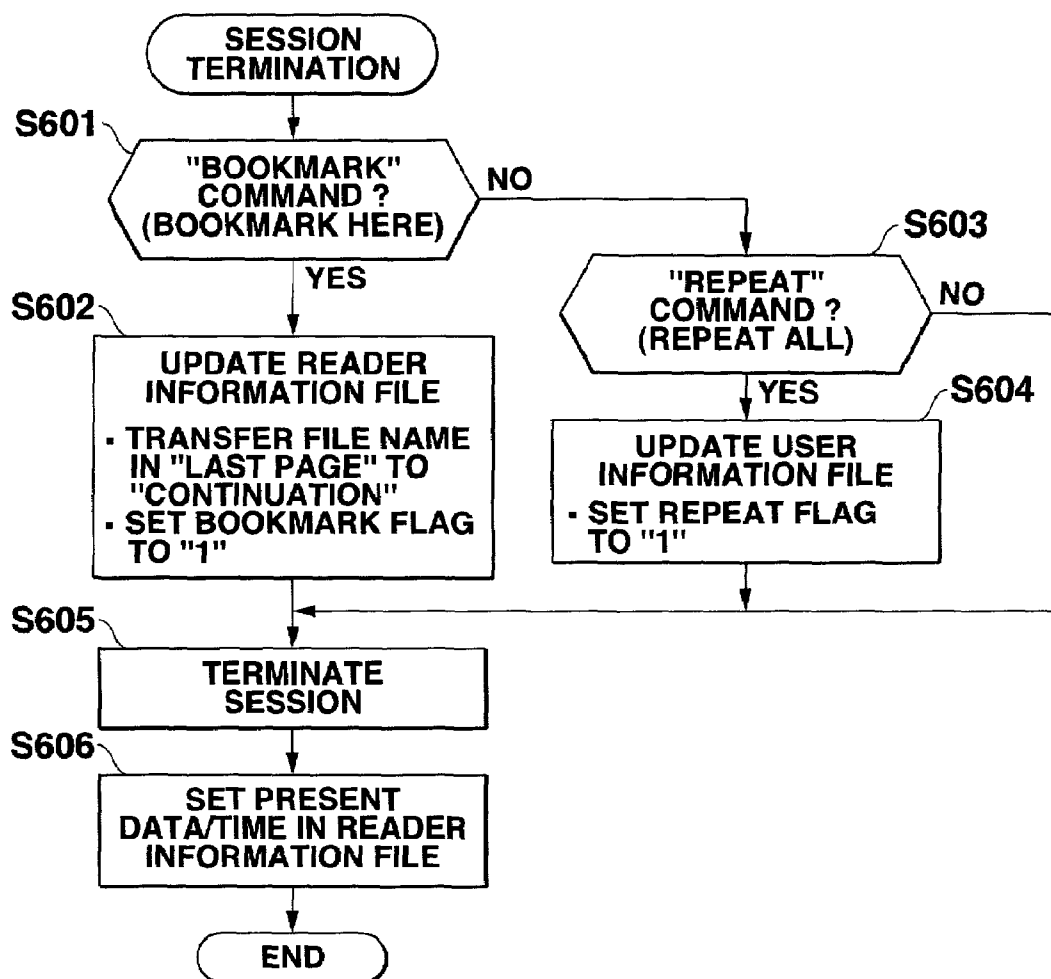 SESSION
TERMINATION
S601
"BOOKMARK"
COMMAND ?
(BOOKMARK HERE)
NO
YES
S603
"REPEAT"
COMMAND ?
(REPEAT ALL)
NO
YES
S602
UPDATE READER
INFORMATION FILE
▪ TRANSFER FILE NAME
IN "LAST PAGE" TO
"CONTINUATION"
▪ SET BOOKMARK FLAG
TO "1"
S604
UPDATE USER
INFORMATION FILE
▪ SET REPEAT FLAG
TO "1"
S605
TERMINATE
SESSION
S606
SET PRESENT
DATA/TIME IN READER
INFORMATION FILE
END